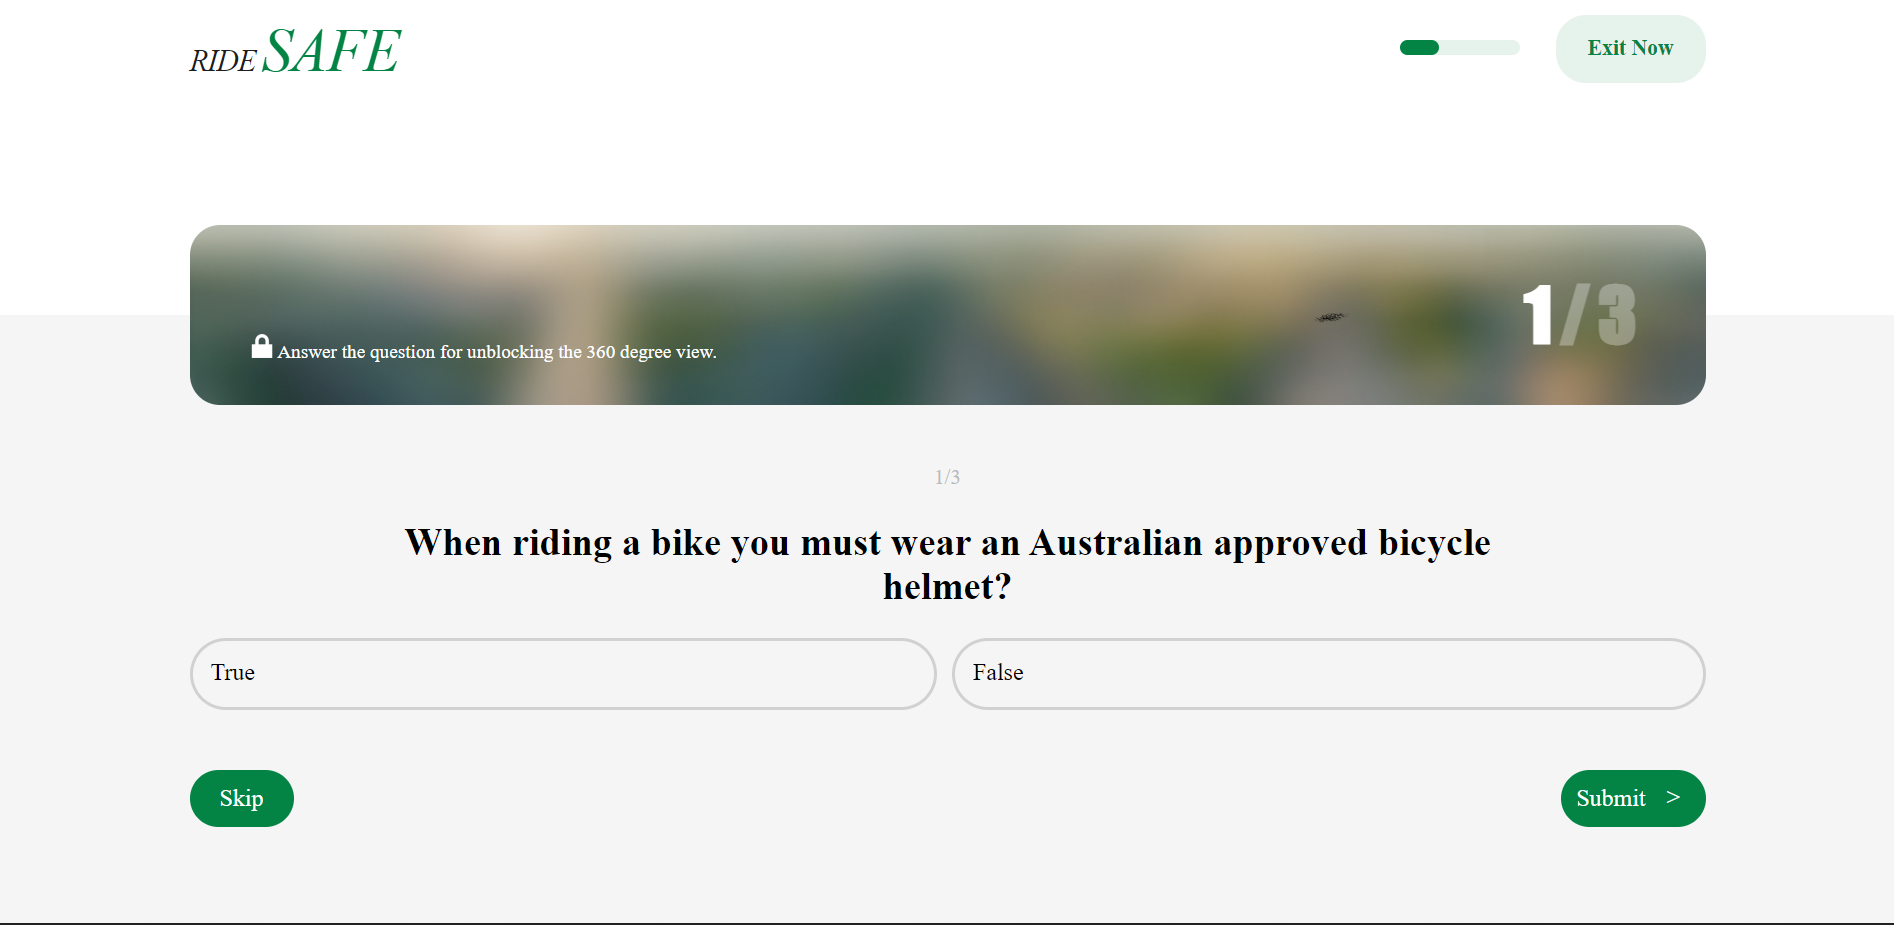 RIDE SAFE
Exit Now
1/3
Answer the question for unblocking the 360 degree view.
1/3
When riding a bike you must wear an Australian approved bicycle
helmet?
True
False
Skip
Submit >